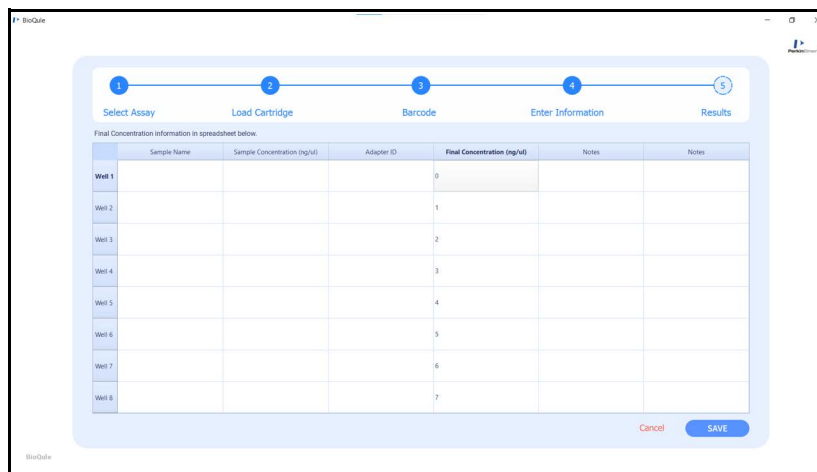 BioQule
PerkinElmer
1 2 3 4 5
Select Assay Load Cartridge Barcode Enter Information Results
Final Concentration information in spreadsheet below.
Sample Name Sample Concentration (ng/ul) Adapter ID Final Concentration (ng/ul) Notes Notes
Well 1 0
Well 2 1
Well 3 2
Well 4 3
Well 5 4
Well 6 5
Well 7 6
Well 8 7
Cancel SAVE
BioQule